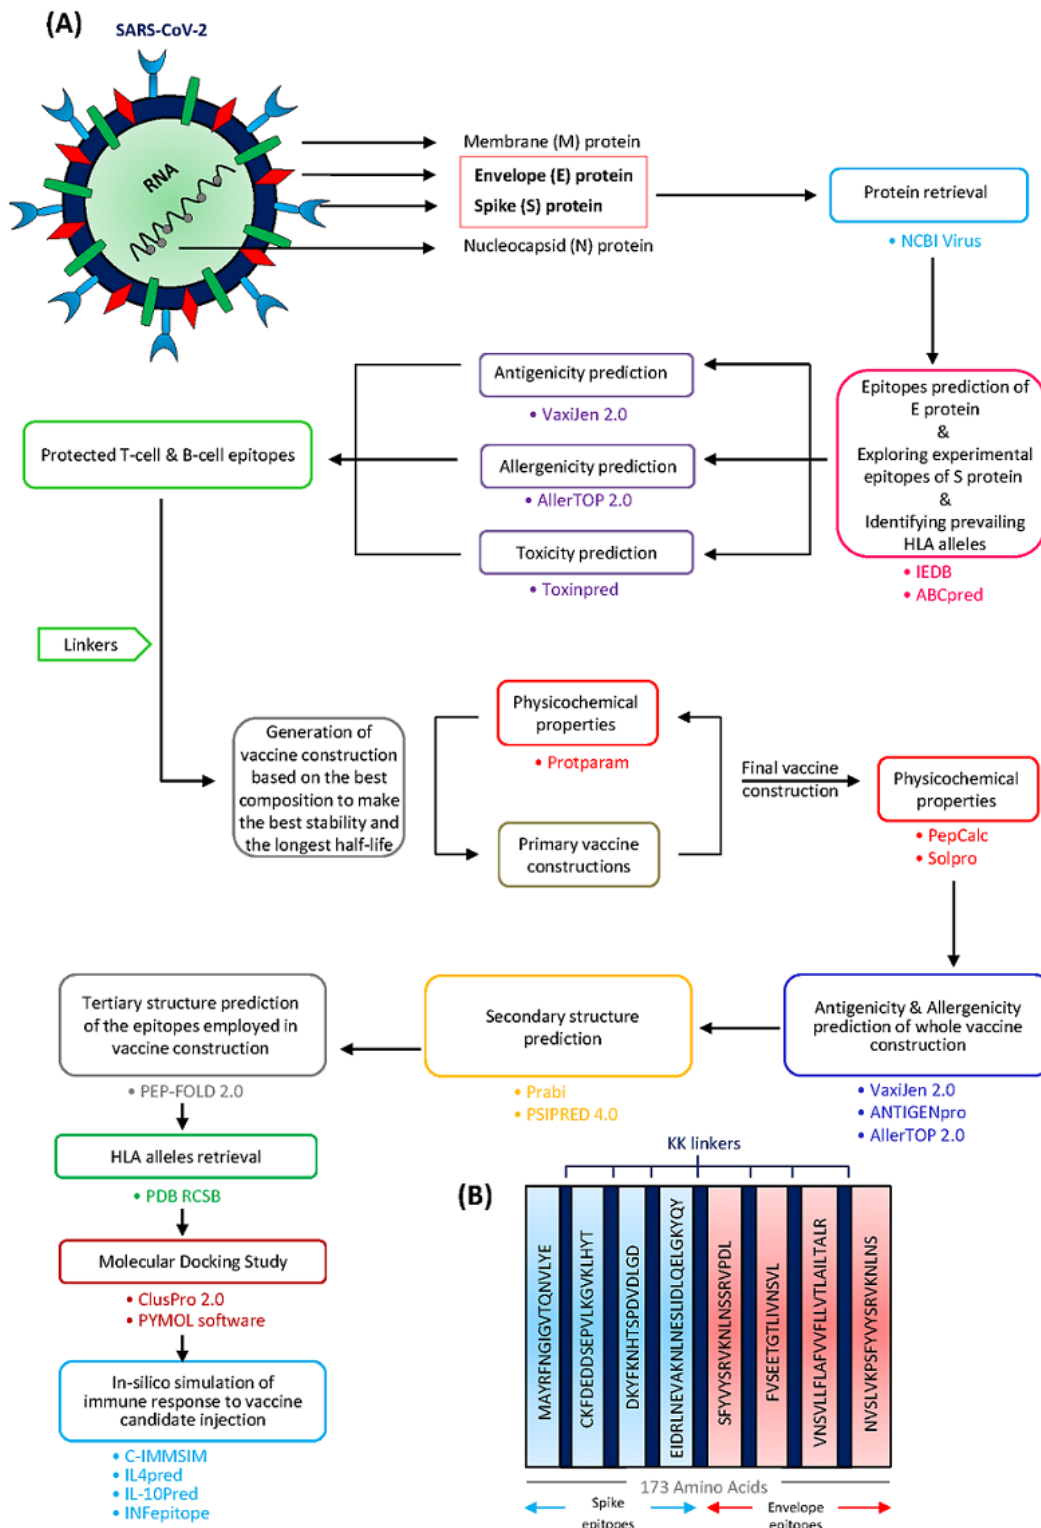 (A)
SARS-CoV-2
RNA
Membrane (M) protein
Envelope (E) protein
Spike (S) protein
Nucleocapsid (N) protein
Protein retrieval
• NCBI Virus
Epitopes prediction of
E protein
&
Exploring experimental
epitopes of S protein
&
Identifying prevailing
HLA alleles
• IEDB
• ABCpred
Antigenicity prediction
• VaxiJen 2.0
Allergenicity prediction
• AllerTOP 2.0
Toxicity prediction
• Toxinpred
Protected T-cell & B-cell epitopes
Linkers
Generation of
vaccine construction
based on the best
composition to make
the best stability and
the longest half-life
Physicochemical
properties
• Protparam
Primary vaccine
constructions
Final vaccine
construction
Physicochemical
properties
• PepCalc
• Solpro
Antigenicity & Allergenicity
prediction of whole vaccine
construction
• VaxiJen 2.0
• ANTIGENpro
• AllerTOP 2.0
Secondary structure
prediction
• Prabi
• PSIPRED 4.0
Tertiary structure prediction
of the epitopes employed in
vaccine construction
• PEP-FOLD 2.0
HLA alleles retrieval
• PDB RCSB
Molecular Docking Study
• ClusPro 2.0
• PYMOL software
In-silico simulation of
immune response to vaccine
candidate injection
• C-IMMSIM
• IL4pred
• IL-10Pred
• INFepitope
(B)
KK linkers
MAYRFNGIGVTQNVLYE
CKFDEDDSEPVLKGVKLHYT
DKYFKNHTSPDVDLGD
EIDRLNEVAKNLNESLIDLQELGKYQY
SFYVYSRVKNLNSSRVPDL
FVSEETGTLIVNSVL
VNSVLLFLAFVVFLLVTLAILTALR
NVSLVKPSFYVYSRVKNLNS
173 Amino Acids
Spike
epitopes
Envelope
epitopes